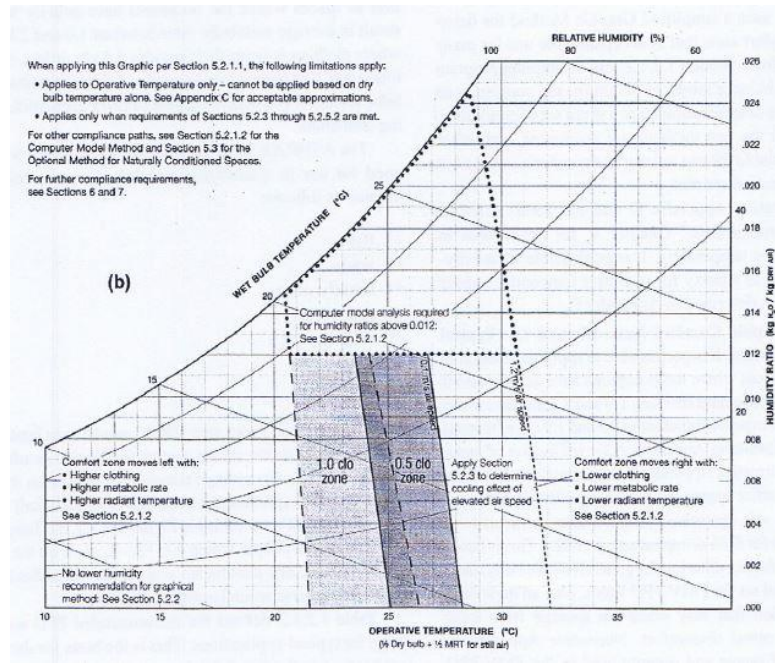 RELATIVE HUMIDITY (%)
100
80
60
When applying this Graphic per Section 5.2.1.1, the following limitations apply:
• Applies to Operative Temperature only – cannot be applied based on dry
bulb temperature alone. See Appendix C for acceptable approximations.
• Applies only when requirements of Sections 5.2.3 through 5.2.5.2 are met.
For other compliance paths, see Section 5.2.1.2 for the
Computer Model Method and Section 5.3 for the
Optional Method for Naturally Conditioned Spaces.
For further compliance requirements,
see Sections 6 and 7.
(b)
WET BULB TEMPERATURE (°C)
10
15
20
25
.026
.024
.022
.020
40
.018
.016
.014
.012
.010
20
.008
.006
.004
.002
.000
HUMIDITY RATIO (kg H2O / kg DRY AIR)
Computer model analysis required
for humidity ratios above 0.012:
See Section 5.2.1.2
1.2 m/s air speed
1.0 clo
zone
0.5 clo
zone
Comfort zone moves left with:
• Higher clothing
• Higher metabolic rate
• Higher radiant temperature
See Section 5.2.1.2
Apply Section
5.2.3 to determine
cooling effect of
elevated air speed
Comfort zone moves right with:
• Lower clothing
• Lower metabolic rate
• Lower radiant temperature
See Section 5.2.1.2
No lower humidity
recommendation for graphical
method: See Section 5.2.2
10
15
20
25
30
35
OPERATIVE TEMPERATURE (°C)
(½ Dry bulb + ½ MRT for still air)